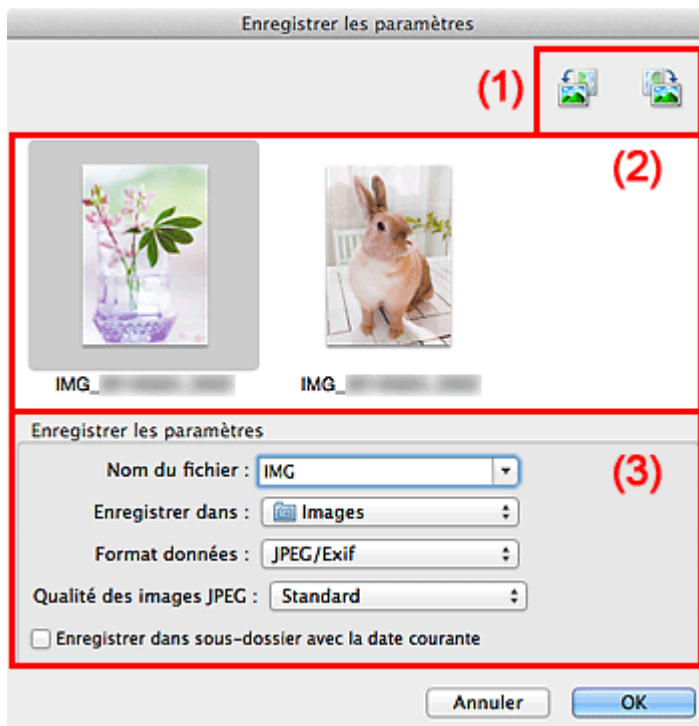 Enregistrer les paramètres
(1)
(2)
IMG_
IMG_
Enregistrer les paramètres
(3)
Nom du fichier : IMG
Enregistrer dans : Images
Format données : JPEG/Exif
Qualité des images JPEG : Standard
Enregistrer dans sous-dossier avec la date courante
Annuler OK